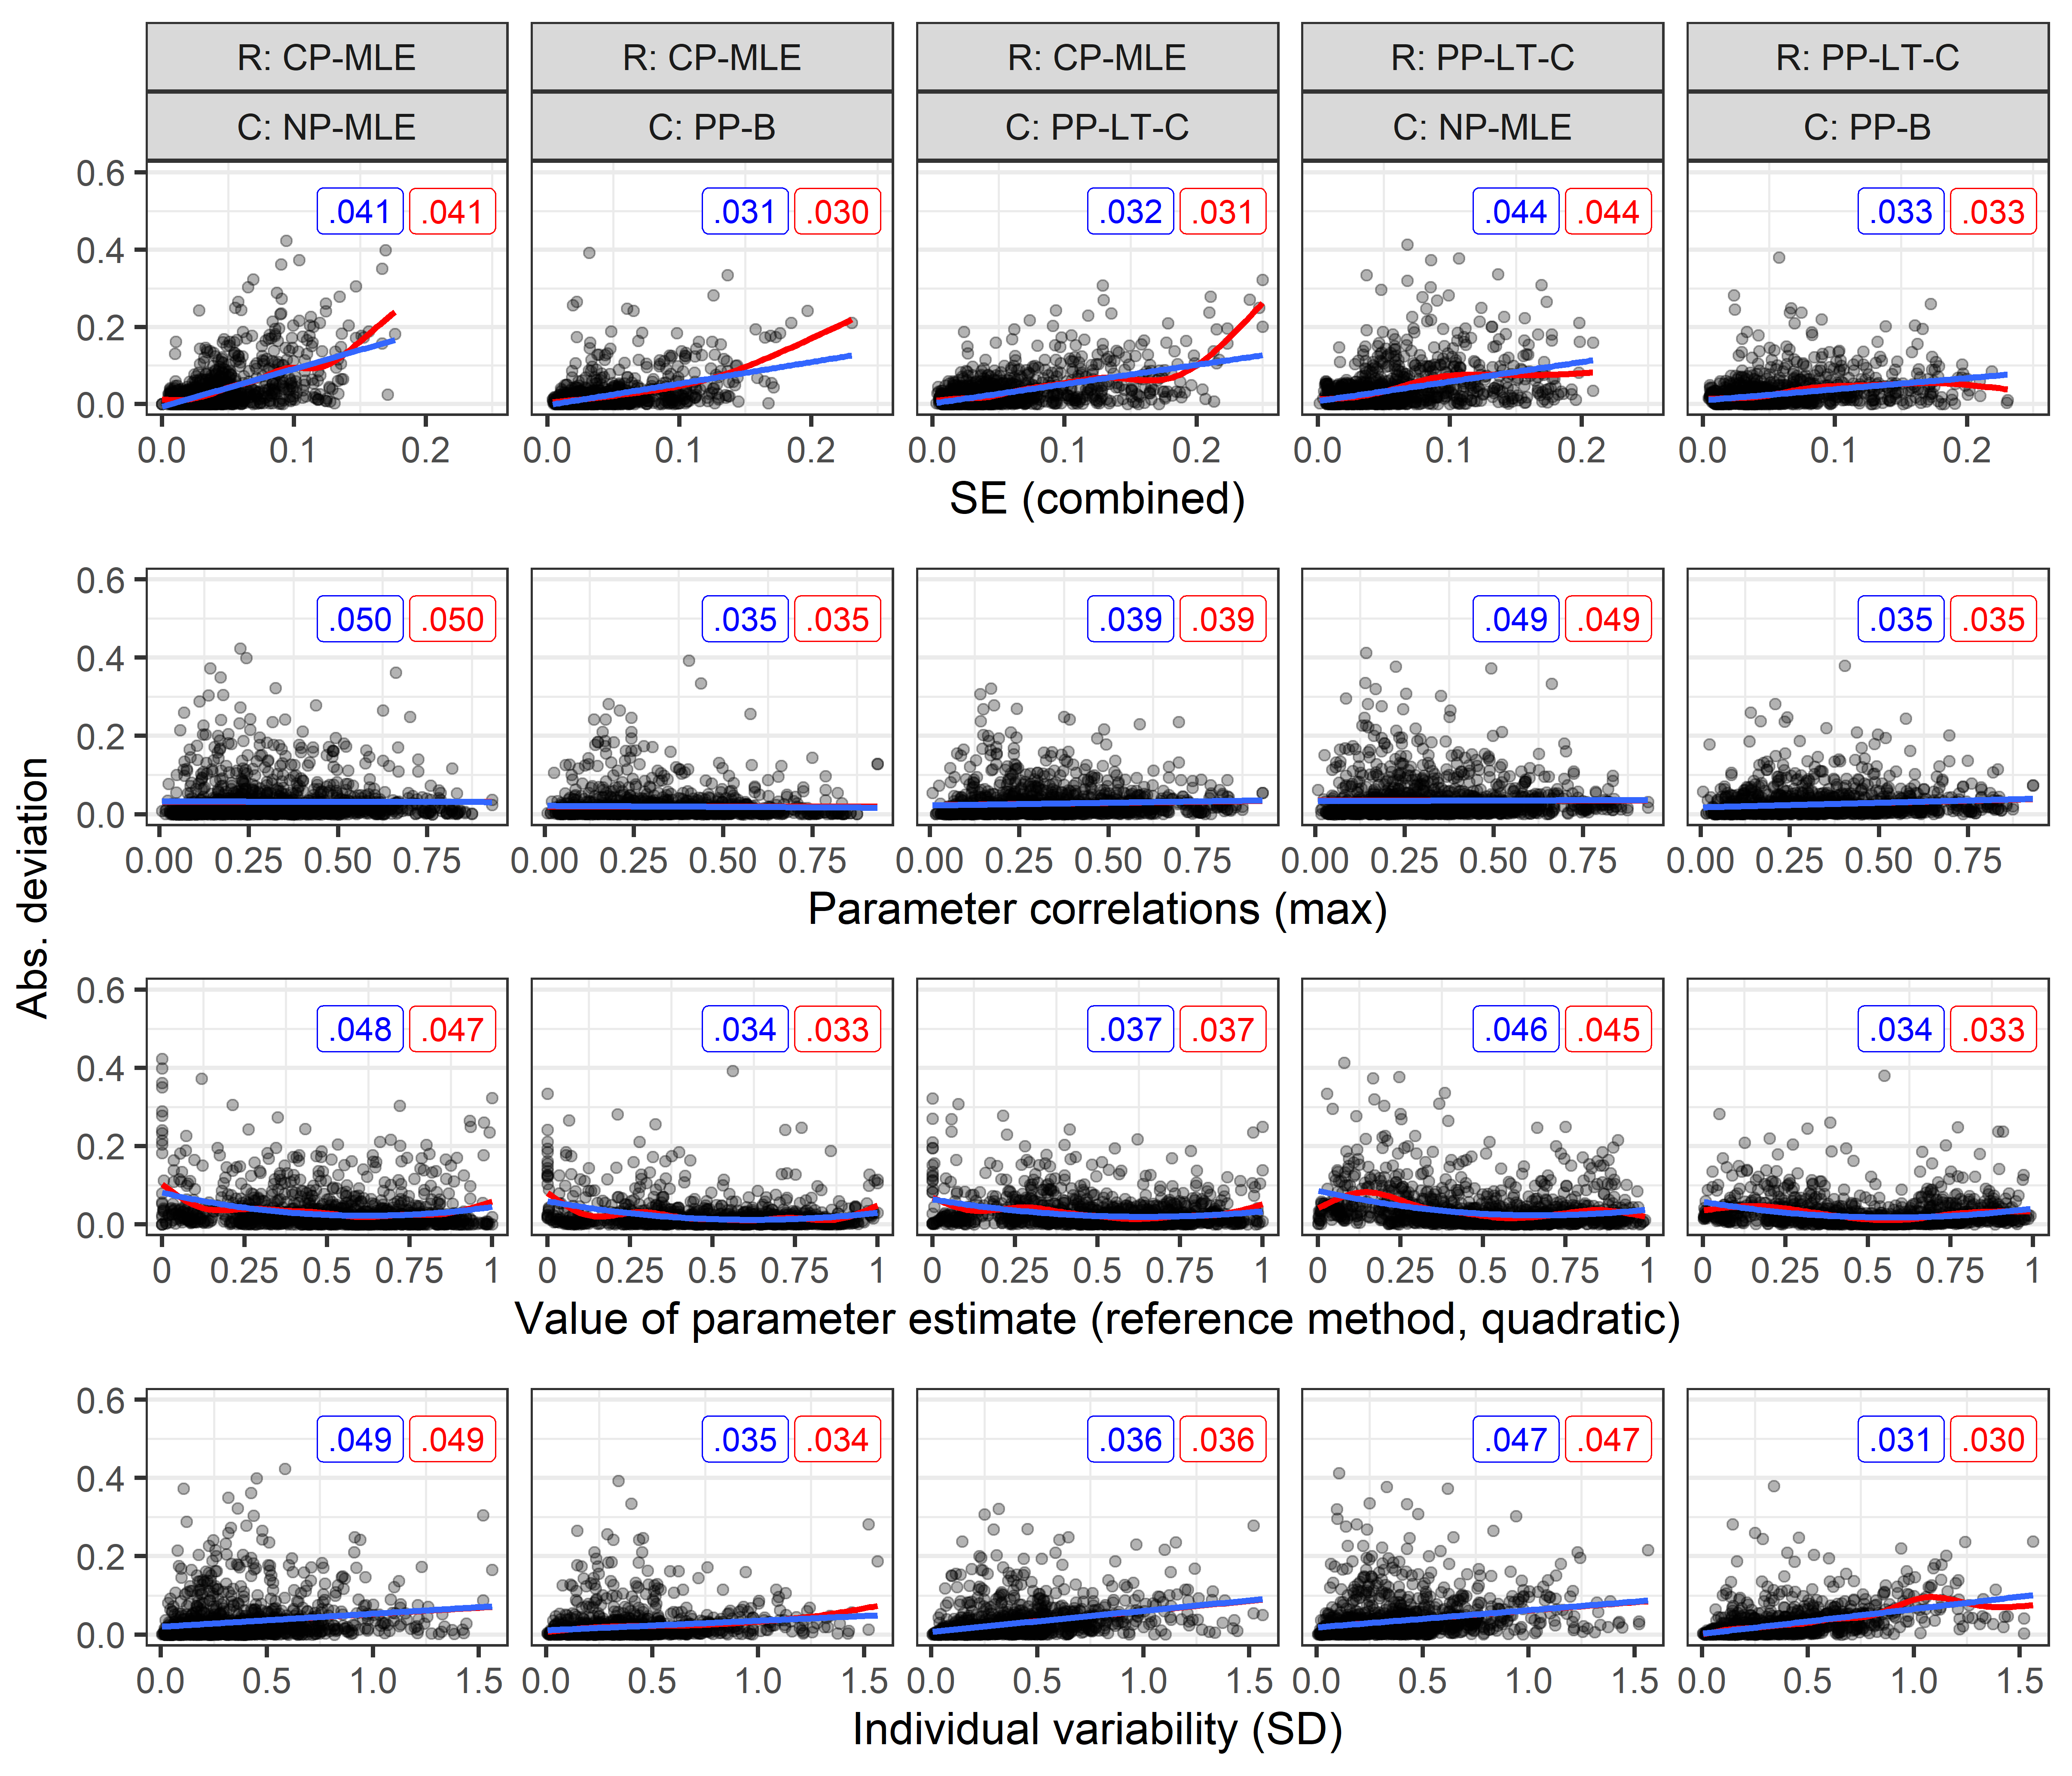 R: CP-MLE R: CP-MLE R: CP-MLE R: PP-LT-C R: PP-LT-C
C: NP-MLE C: PP-B C: PP-LT-C C: NP-MLE C: PP-B
0.6
.041 .041 .031 .030 .032 .031 .044 .044 .033 .033
0.4
0.2
0.0
0.0 0.1 0.2 0.0 0.1 0.2 0.0 0.1 0.2 0.0 0.1 0.2 0.0 0.1 0.2
SE (combined)
0.6
.050 .050 .035 .035 .039 .039 .049 .049 .035 .035
0.4
0.2
0.0
0.00 0.25 0.50 0.75 0.00 0.25 0.50 0.75 0.00 0.25 0.50 0.75 0.00 0.25 0.50 0.75 0.00 0.25 0.50 0.75
Parameter correlations (max)
Abs. deviation
0.6
.048 .047 .034 .033 .037 .037 .046 .045 .034 .033
0.4
0.2
0.0
0 0.25 0.5 0.75 1 0 0.25 0.5 0.75 1 0 0.25 0.5 0.75 1 0 0.25 0.5 0.75 1 0 0.25 0.5 0.75 1
Value of parameter estimate (reference method, quadratic)
0.6
.049 .049 .035 .034 .036 .036 .047 .047 .031 .030
0.4
0.2
0.0
0.0 0.5 1.0 1.5 0.0 0.5 1.0 1.5 0.0 0.5 1.0 1.5 0.0 0.5 1.0 1.5 0.0 0.5 1.0 1.5
Individual variability (SD)